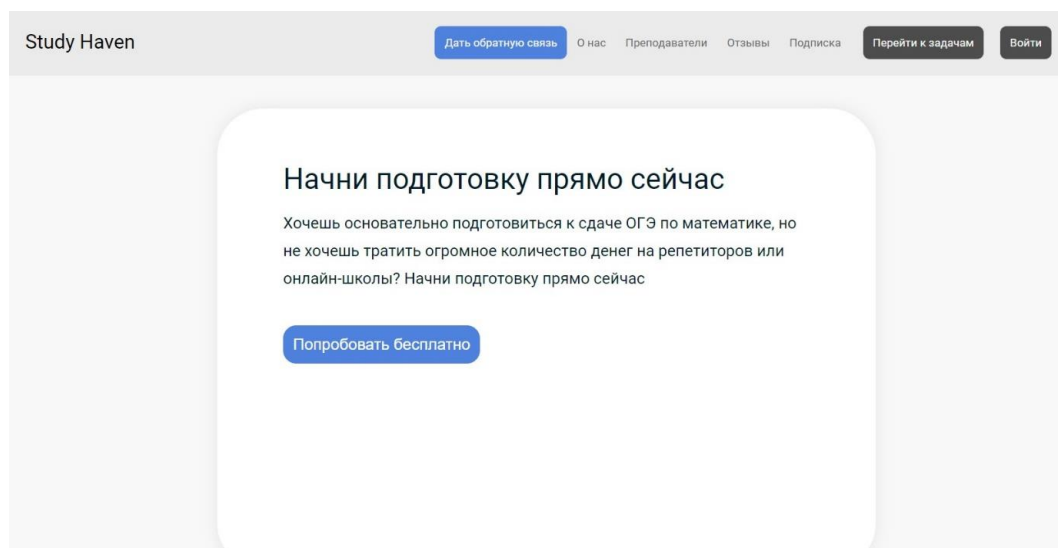 Study Haven
Дать обратную связь О нас Преподаватели Отзывы Подписка Перейти к задачам Войти
Начни подготовку прямо сейчас
Хочешь основательно подготовиться к сдаче ОГЭ по математике, но
не хочешь тратить огромное количество денег на репетиторов или
онлайн-школы? Начни подготовку прямо сейчас
Попробовать бесплатно